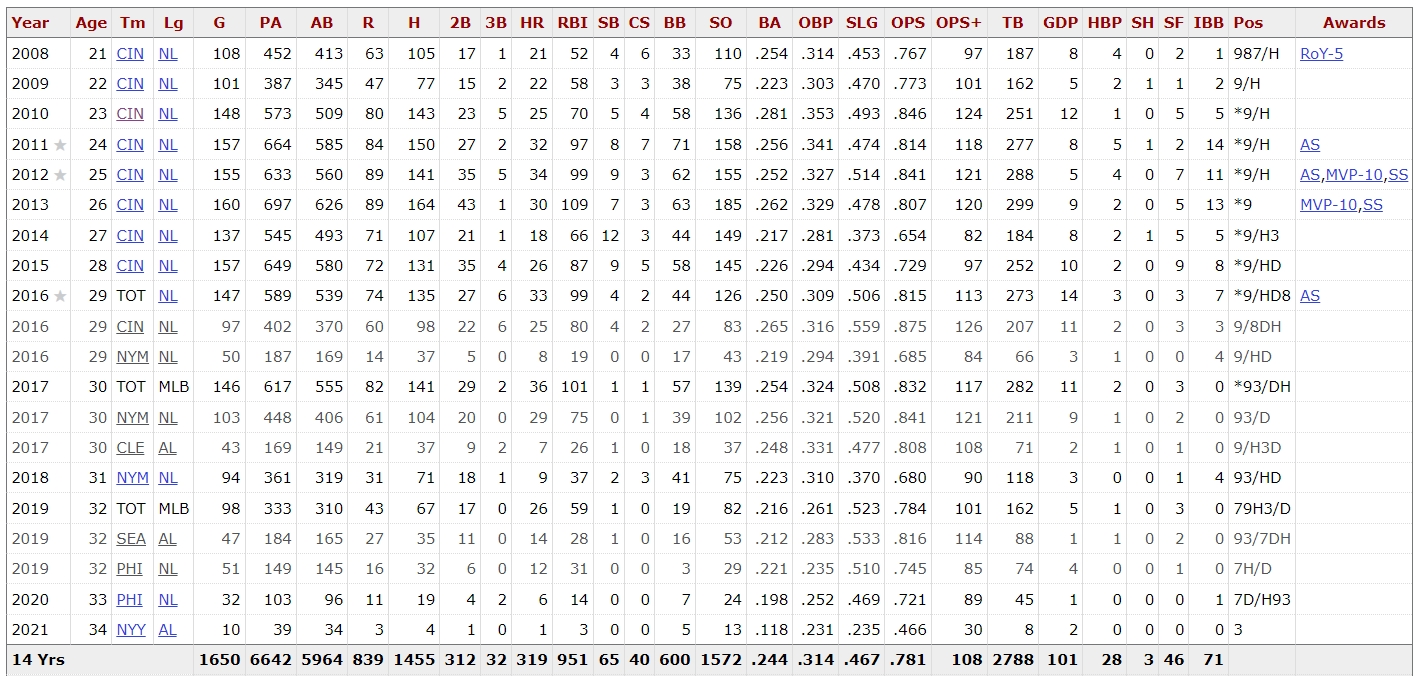 Year Age Tm Lg G PA AB R H 2B 3B HR RBI SB CS BB SO BA OBP SLG OPS OPS+ TB GDP HBP SH SF IBB Pos Awards
2008 21 CIN NL 108 452 413 63 105 17 1 21 52 4 6 33 110 .254 .314 .453 .767 97 187 8 4 0 2 1 987/H RoY-5
2009 22 CIN NL 101 387 345 47 77 15 2 22 58 3 3 38 75 .223 .303 .470 .773 101 162 5 2 1 1 2 9/H
2010 23 CIN NL 148 573 509 80 143 23 5 25 70 5 4 58 136 .281 .353 .493 .846 124 251 12 1 0 5 5 *9/H
2011 ★ 24 CIN NL 157 664 585 84 150 27 2 32 97 8 7 71 158 .256 .341 .474 .814 118 277 8 5 1 2 14 *9/H AS
2012 ★ 25 CIN NL 155 633 560 89 141 35 5 34 99 9 3 62 155 .252 .327 .514 .841 121 288 5 4 0 7 11 *9/H AS,MVP-10,SS
2013 26 CIN NL 160 697 626 89 164 43 1 30 109 7 3 63 185 .262 .329 .478 .807 120 299 9 2 0 5 13 *9 MVP-10,SS
2014 27 CIN NL 137 545 493 71 107 21 1 18 66 12 3 44 149 .217 .281 .373 .654 82 184 8 2 1 5 5 *9/H3
2015 28 CIN NL 157 649 580 72 131 35 4 26 87 9 5 58 145 .226 .294 .434 .729 97 252 10 2 0 9 8 *9/HD
2016 ★ 29 TOT NL 147 589 539 74 135 27 6 33 99 4 2 44 126 .250 .309 .506 .815 113 273 14 3 0 3 7 *9/HD8 AS
2016 29 CIN NL 97 402 370 60 98 22 6 25 80 4 2 27 83 .265 .316 .559 .875 126 207 11 2 0 3 3 9/8DH
2016 29 NYM NL 50 187 169 14 37 5 0 8 19 0 0 17 43 .219 .294 .391 .685 84 66 3 1 0 0 4 9/HD
2017 30 TOT MLB 146 617 555 82 141 29 2 36 101 1 1 57 139 .254 .324 .508 .832 117 282 11 2 0 3 0 *93/DH
2017 30 NYM NL 103 448 406 61 104 20 0 29 75 0 1 39 102 .256 .321 .520 .841 121 211 9 1 0 2 0 93/D
2017 30 CLE AL 43 169 149 21 37 9 2 7 26 1 0 18 37 .248 .331 .477 .808 108 71 2 1 0 1 0 9/H3D
2018 31 NYM NL 94 361 319 31 71 18 1 9 37 2 3 41 75 .223 .310 .370 .680 90 118 3 0 0 1 4 93/HD
2019 32 TOT MLB 98 333 310 43 67 17 0 26 59 1 0 19 82 .216 .261 .523 .784 101 162 5 1 0 3 0 79H3/D
2019 32 SEA AL 47 184 165 27 35 11 0 14 28 1 0 16 53 .212 .283 .533 .816 114 88 1 1 0 2 0 93/7DH
2019 32 PHI NL 51 149 145 16 32 6 0 12 31 0 0 3 29 .221 .235 .510 .745 85 74 4 0 0 1 0 7H/D
2020 33 PHI NL 32 103 96 11 19 4 2 6 14 0 0 7 24 .198 .252 .469 .721 89 45 1 0 0 0 1 7D/H93
2021 34 NYY AL 10 39 34 3 4 1 0 1 3 0 0 5 13 .118 .231 .235 .466 30 8 2 0 0 0 0 3
14 Yrs 1650 6642 5964 839 1455 312 32 319 951 65 40 600 1572 .244 .314 .467 .781 108 2788 101 28 3 46 71